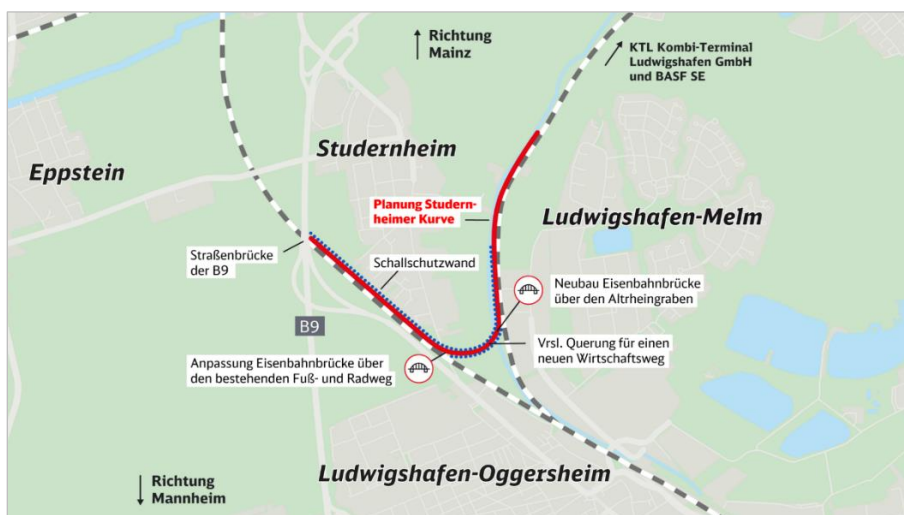 Richtung
Mainz
KTL Kombi-Terminal
Ludwigshafen GmbH
und BASF SE
Studernheim
Eppstein
Planung Studern-
heimer Kurve
Ludwigshafen-Melm
Straßenbrücke
der B9
Schallschutzwand
Neubau Eisenbahnbrücke
über den Altrheingraben
B9
Vrsl. Querung für einen
neuen Wirtschaftsweg
Anpassung Eisenbahnbrücke über
den bestehenden Fuß- und Radweg
Ludwigshafen-Oggersheim
Richtung
Mannheim